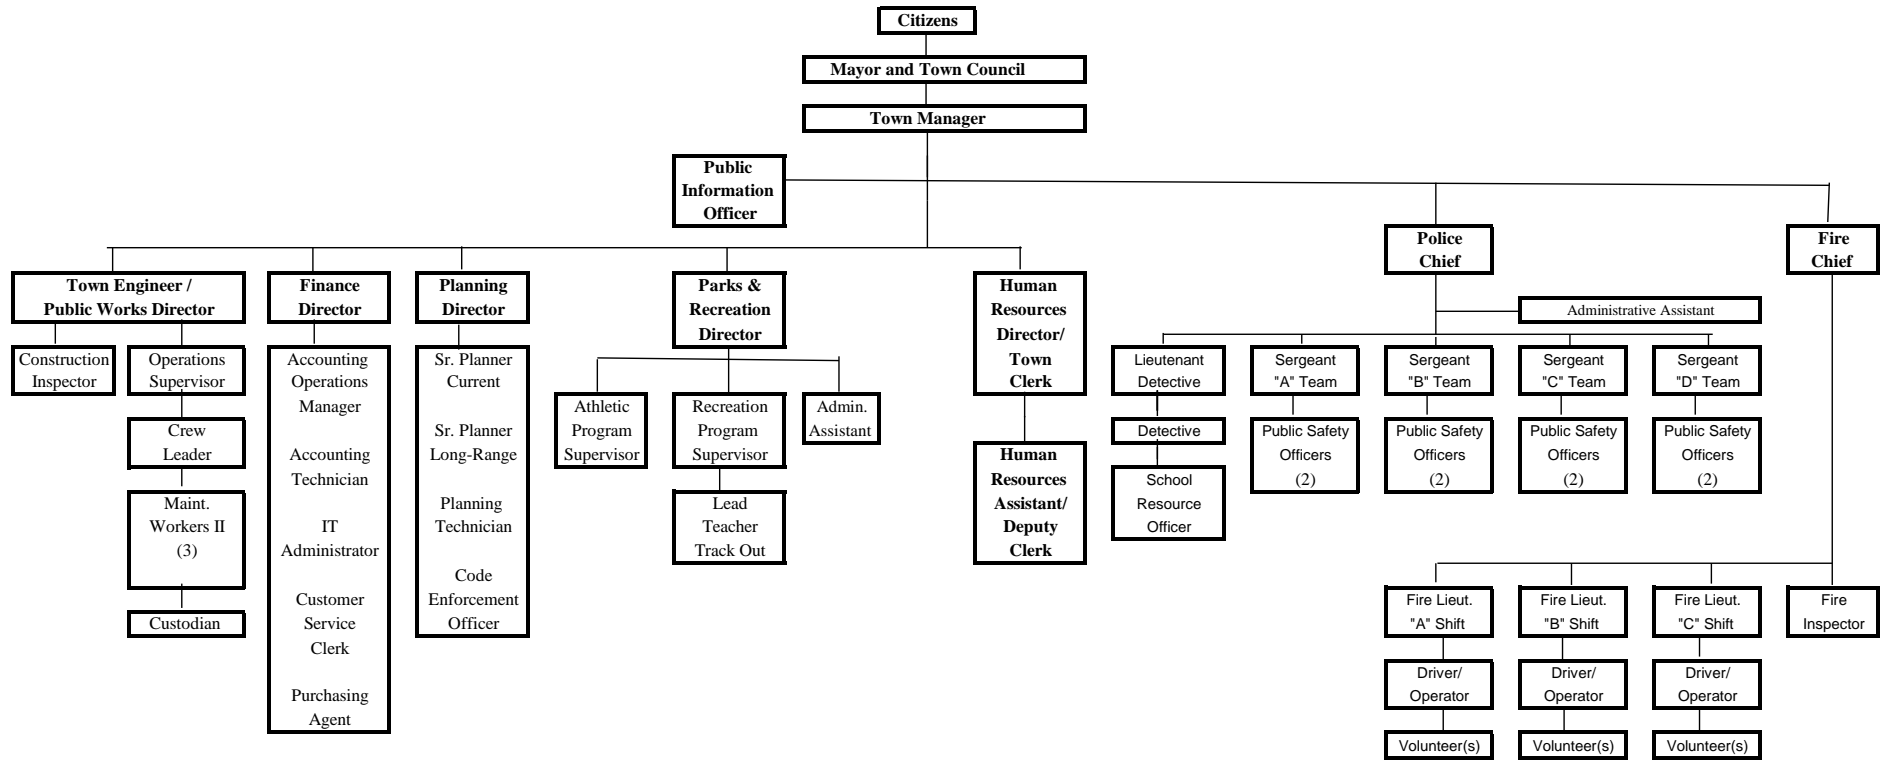 Citizens
Mayor and Town Council
Town Manager
Public
Information
Officer
Police
Chief
Fire
Chief
Town Engineer /
Public Works Director
Finance
Director
Planning
Director
Parks &
Recreation
Director
Human
Resources
Director/
Town
Clerk
Administrative Assistant
Construction
Inspector
Operations
Supervisor
Crew
Leader
Maint.
Workers II
(3)
Custodian
Accounting
Operations
Manager
Accounting
Technician
IT
Administrator
Customer
Service
Clerk
Purchasing
Agent
Sr. Planner
Current
Sr. Planner
Long-Range
Planning
Technician
Code
Enforcement
Officer
Athletic
Program
Supervisor
Recreation
Program
Supervisor
Lead
Teacher
Track Out
Admin.
Assistant
Human
Resources
Assistant/
Deputy
Clerk
Lieutenant
Detective
Detective
School
Resource
Officer
Sergeant
"A" Team
Public Safety
Officers
(2)
Sergeant
"B" Team
Public Safety
Officers
(2)
Sergeant
"C" Team
Public Safety
Officers
(2)
Sergeant
"D" Team
Public Safety
Officers
(2)
Fire Lieut.
"A" Shift
Driver/
Operator
Volunteer(s)
Fire Lieut.
"B" Shift
Driver/
Operator
Volunteer(s)
Fire Lieut.
"C" Shift
Driver/
Operator
Volunteer(s)
Fire
Inspector